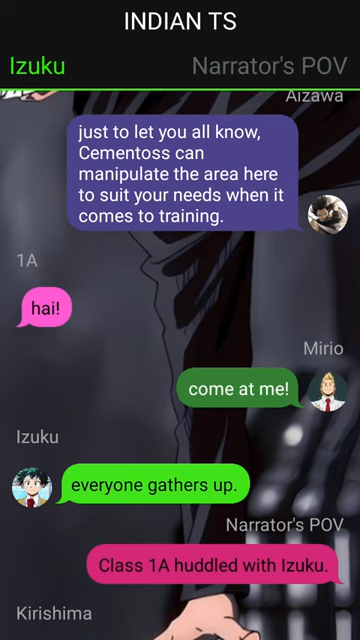 INDIAN TS
Izuku
Narrator's POV
Aizawa
just to let you all know,
Cementoss can
manipulate the area here
to suit your needs when it
comes to training.
1A
hai!
Mirio
come at me!
Izuku
everyone gathers up.
Narrator's POV
Class 1A huddled with Izuku.
Kirishima